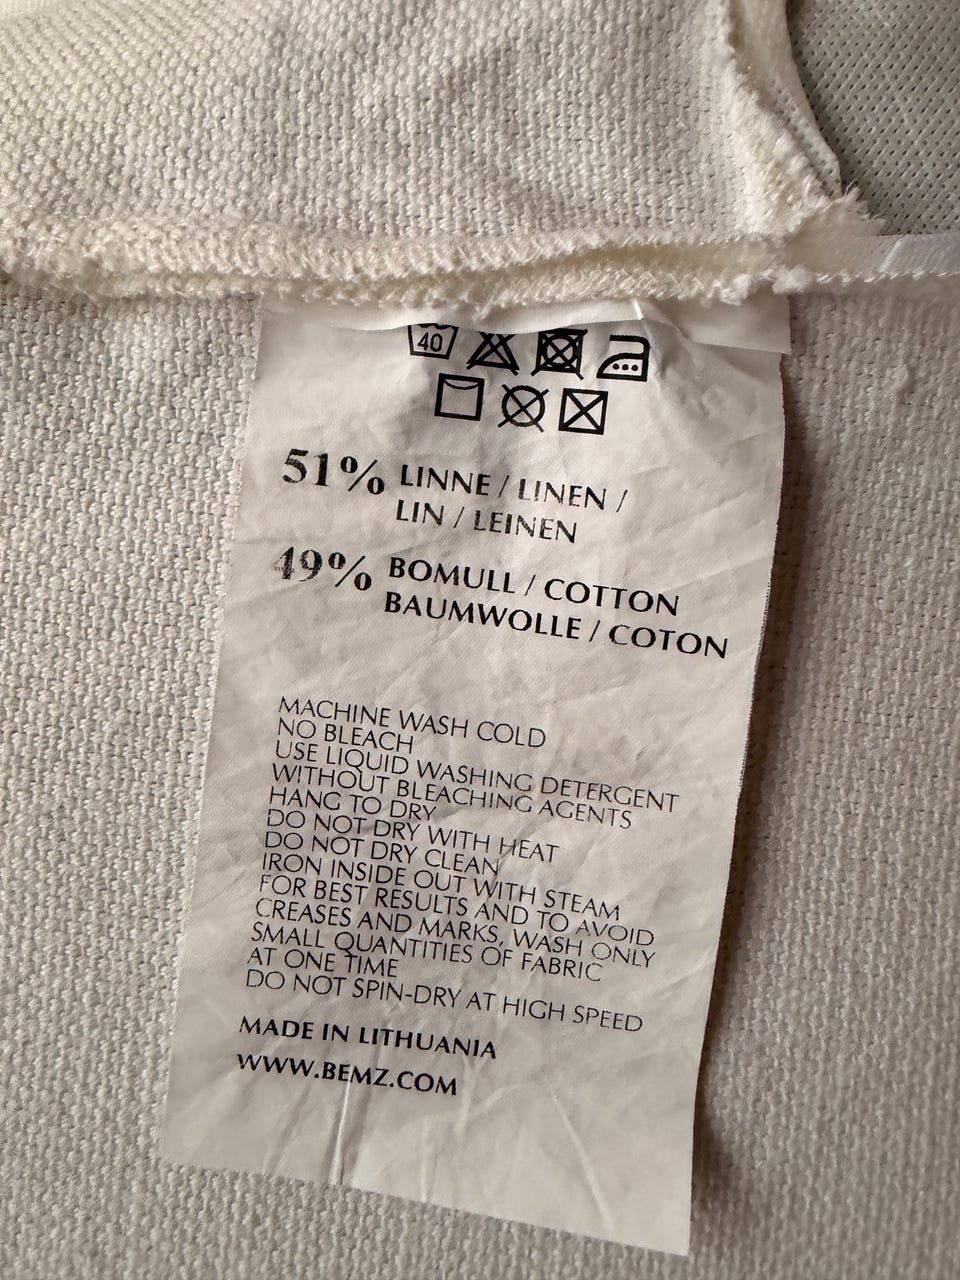 40
51% LINNE / LINEN /
LIN / LEINEN
49% BOMULL / COTTON
BAUMWOLLE / COTON
MACHINE WASH COLD
NO BLEACH
USE LIQUID WASHING DETERGENT
WITHOUT BLEACHING AGENTS
HANG TO DRY
DO NOT DRY WITH HEAT
DO NOT DRY CLEAN
IRON INSIDE OUT WITH STEAM
FOR BEST RESULTS AND TO AVOID
CREASES AND MARKS, WASH ONLY
SMALL QUANTITIES OF FABRIC
AT ONE TIME
DO NOT SPIN-DRY AT HIGH SPEED
MADE IN LITHUANIA
WWW.BEMZ.COM